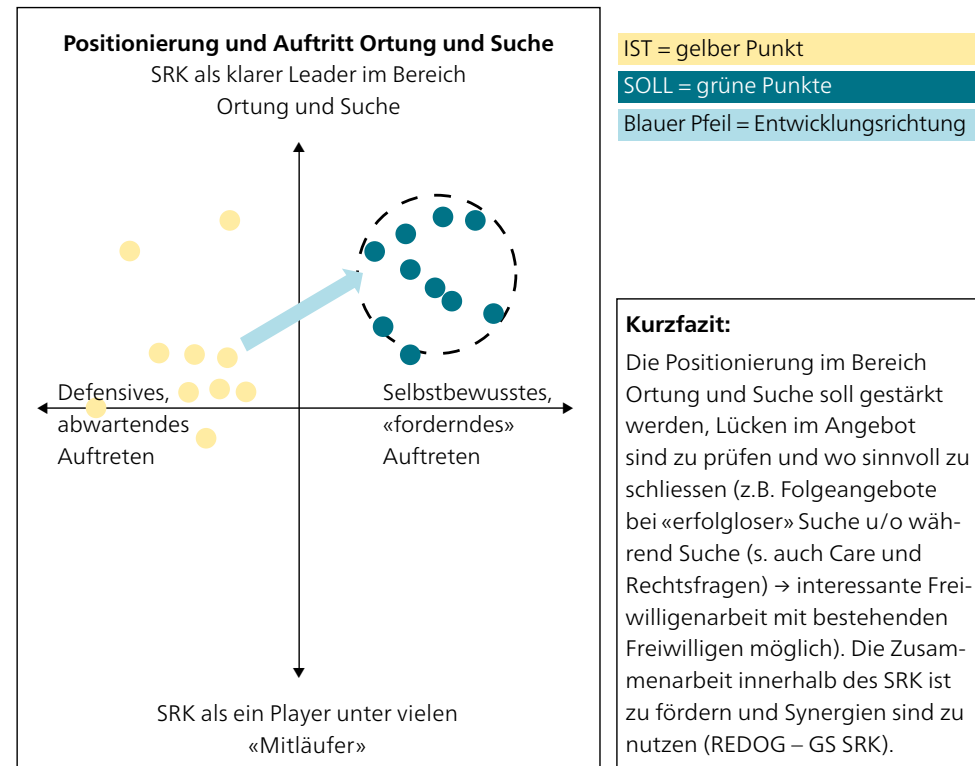 Positionierung und Auftritt Ortung und Suche
SRK als klarer Leader im Bereich
Ortung und Suche
Defensives,
abwartendes
Auftreten
Selbstbewusstes,
«forderndes»
Auftreten
SRK als ein Player unter vielen
«Mitläufer»
IST = gelber Punkt
SOLL = grüne Punkte
Blauer Pfeil = Entwicklungsrichtung
Kurzfazit:
Die Positionierung im Bereich
Ortung und Suche soll gestärkt
werden, Lücken im Angebot
sind zu prüfen und wo sinnvoll zu
schliessen (z.B. Folgeangebote
bei «erfolgloser» Suche u/o wäh-
rend Suche (s. auch Care und
Rechtsfragen) → interessante Frei-
willigenarbeit mit bestehenden
Freiwilligen möglich). Die Zusam-
menarbeit innerhalb des SRK ist
zu fördern und Synergien sind zu
nutzen (REDOG – GS SRK).